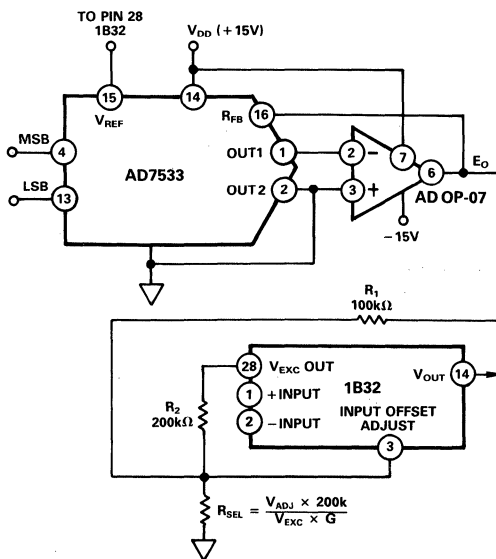 TO PIN 28
1B32
V_DD (+15V)
15
14
V_REF
R_FB
16
MSB
4
AD7533
OUT1
1
2
−
7
6
E_O
LSB
13
OUT 2
2
3
+
AD OP-07
−15V
R_1
100kΩ
28
V_EXC OUT
V_OUT
14
1
+INPUT
1B32
R_2
200kΩ
2
−INPUT
INPUT OFFSET
ADJUST
3
R_SEL = V_ADJ × 200k / V_EXC × G